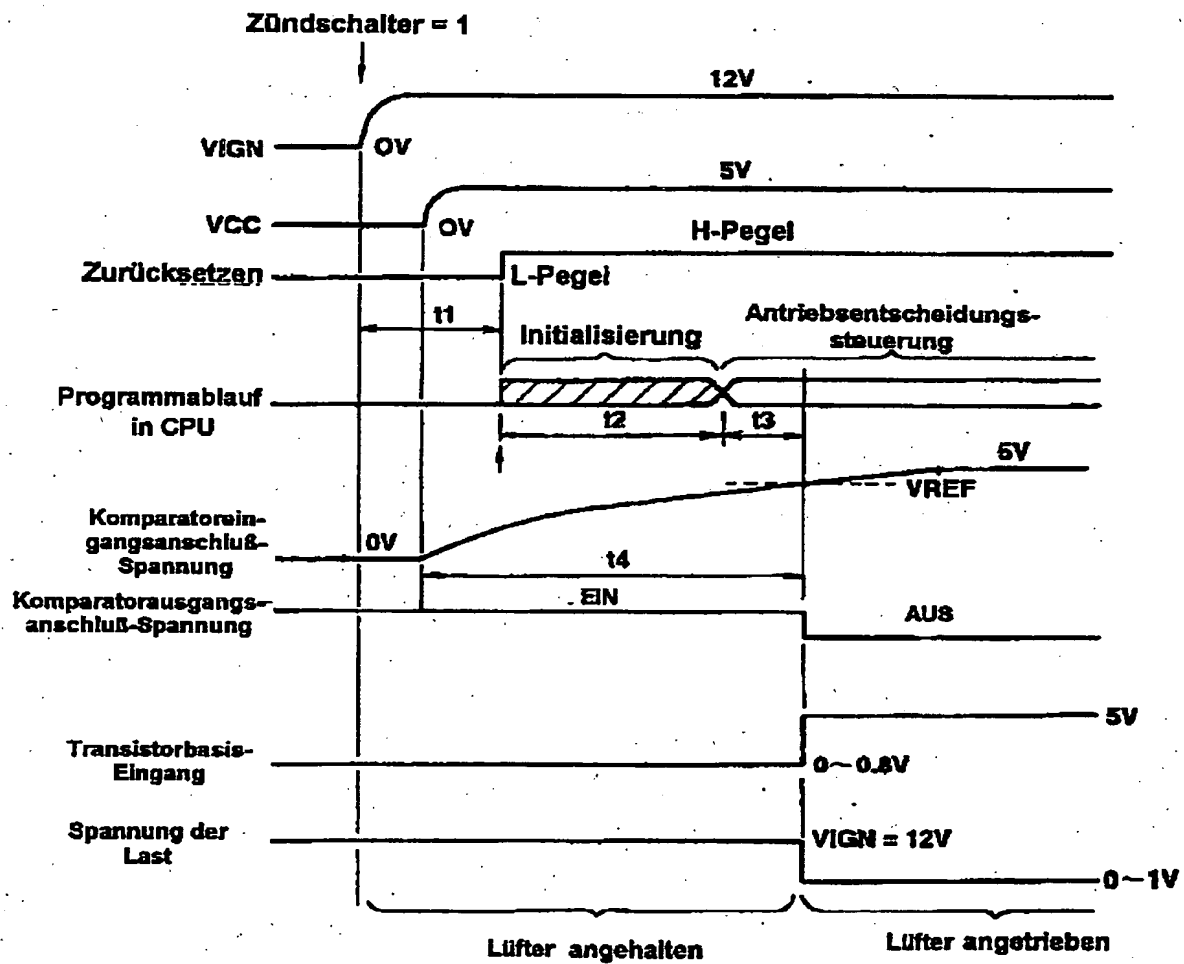 Zündschalter = 1
12V
VIGN
0V
5V
VCC
0V
H-Pegel
Zurücksetzen
L-Pegel
t1
Antriebsentscheidungs-
steuerung
Initialisierung
Programmablauf
in CPU
t2
t3
5V
VREF
Komparatorein-
gangsanschluß-
Spannung
0V
t4
Komparatorausgangs-
anschluß-Spannung
EIN
AUS
5V
Transistorbasis-
Eingang
0~0.8V
Spannung der
Last
VIGN = 12V
0~1V
Lüfter angehalten
Lüfter angetrieben